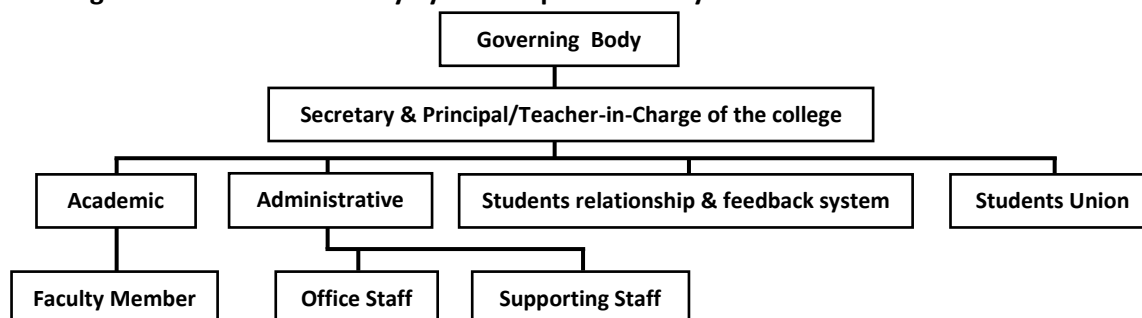 Governing Body
Secretary & Principal/Teacher-in-Charge of the college
Academic
Administrative
Students relationship & feedback system
Students Union
Faculty Member
Office Staff
Supporting Staff